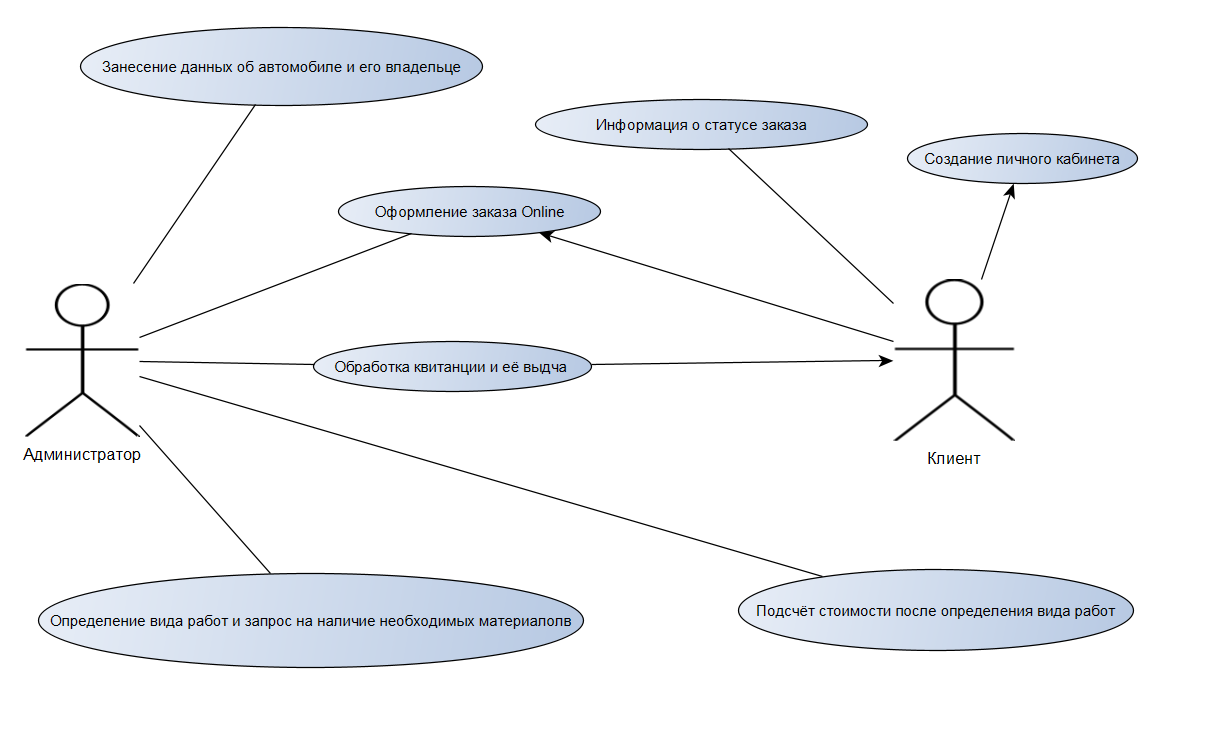 Занесение данных об автомобиле и его владельце
Информация о статусе заказа
Создание личного кабинета
Оформление заказа Online
Обработка квитанции и её выдча
Администратор
Клиент
Определение вида работ и запрос на наличие необходимых материалолв
Подсчёт стоимости после определения вида работ